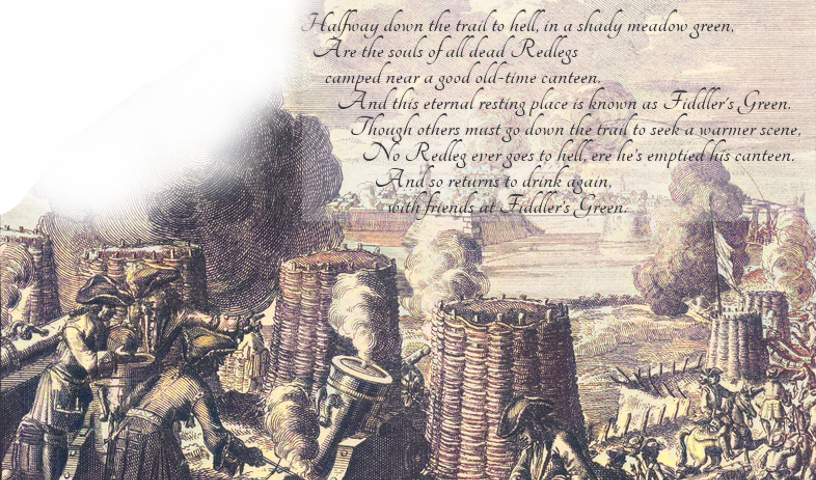 Halfway down the trail to hell, in a shady meadow green,
Are the souls of all dead Redlegs
camped near a good old-time canteen.
And this eternal resting place is known as Fiddler's Green.
Though others must go down the trail to seek a warmer scene,
No Redleg ever goes to hell, ere he's emptied his canteen.
And so returns to drink again,
with friends at Fiddler's Green.